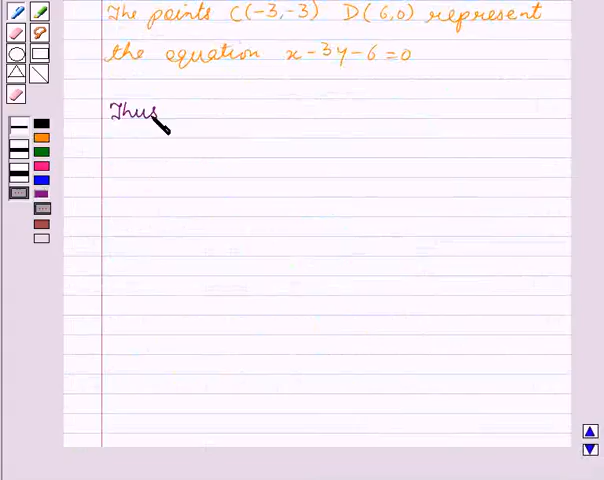 The points C(-3,-3) D(6,0) represent
the equation x-3y-6=0
Thus